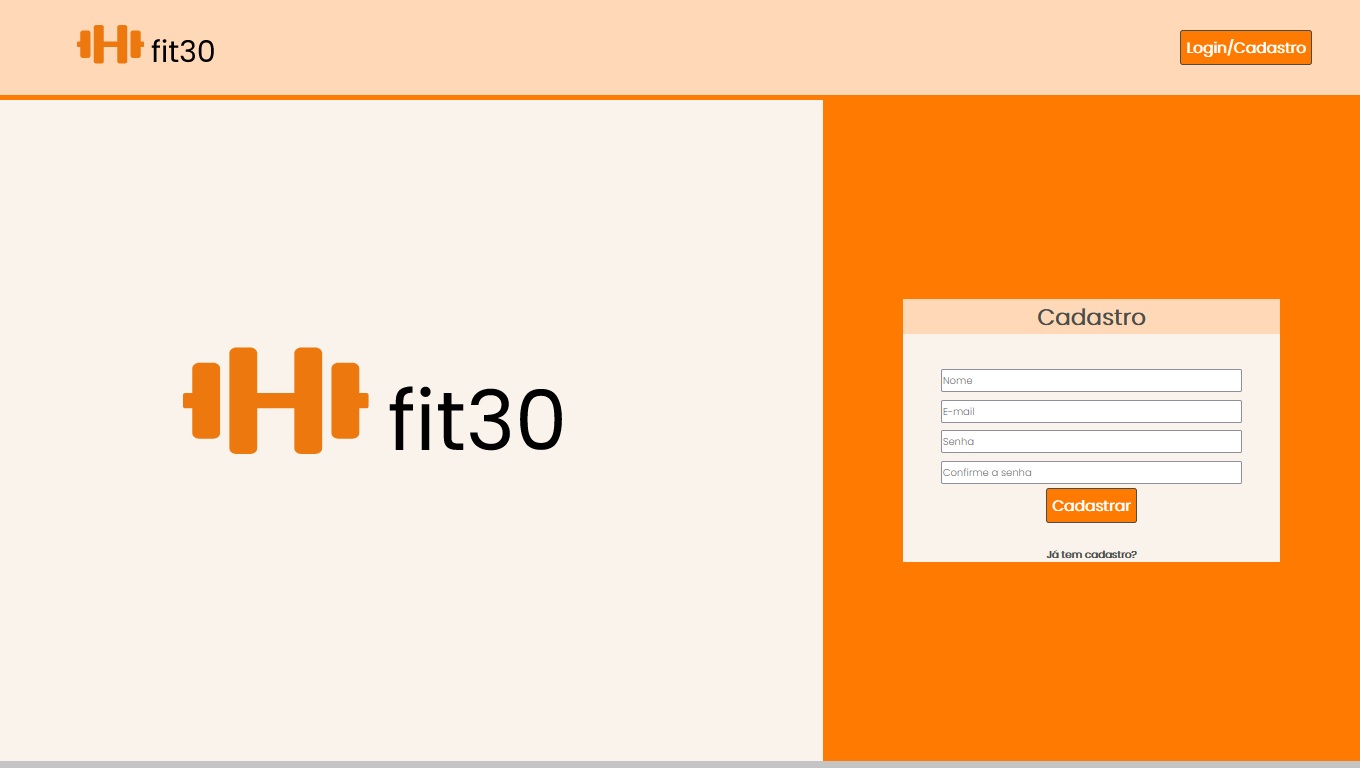 fit30
Login/Cadastro
fit30
Cadastro
Nome
E-mail
Senha
Confirme a senha
Cadastrar
Já tem cadastro?